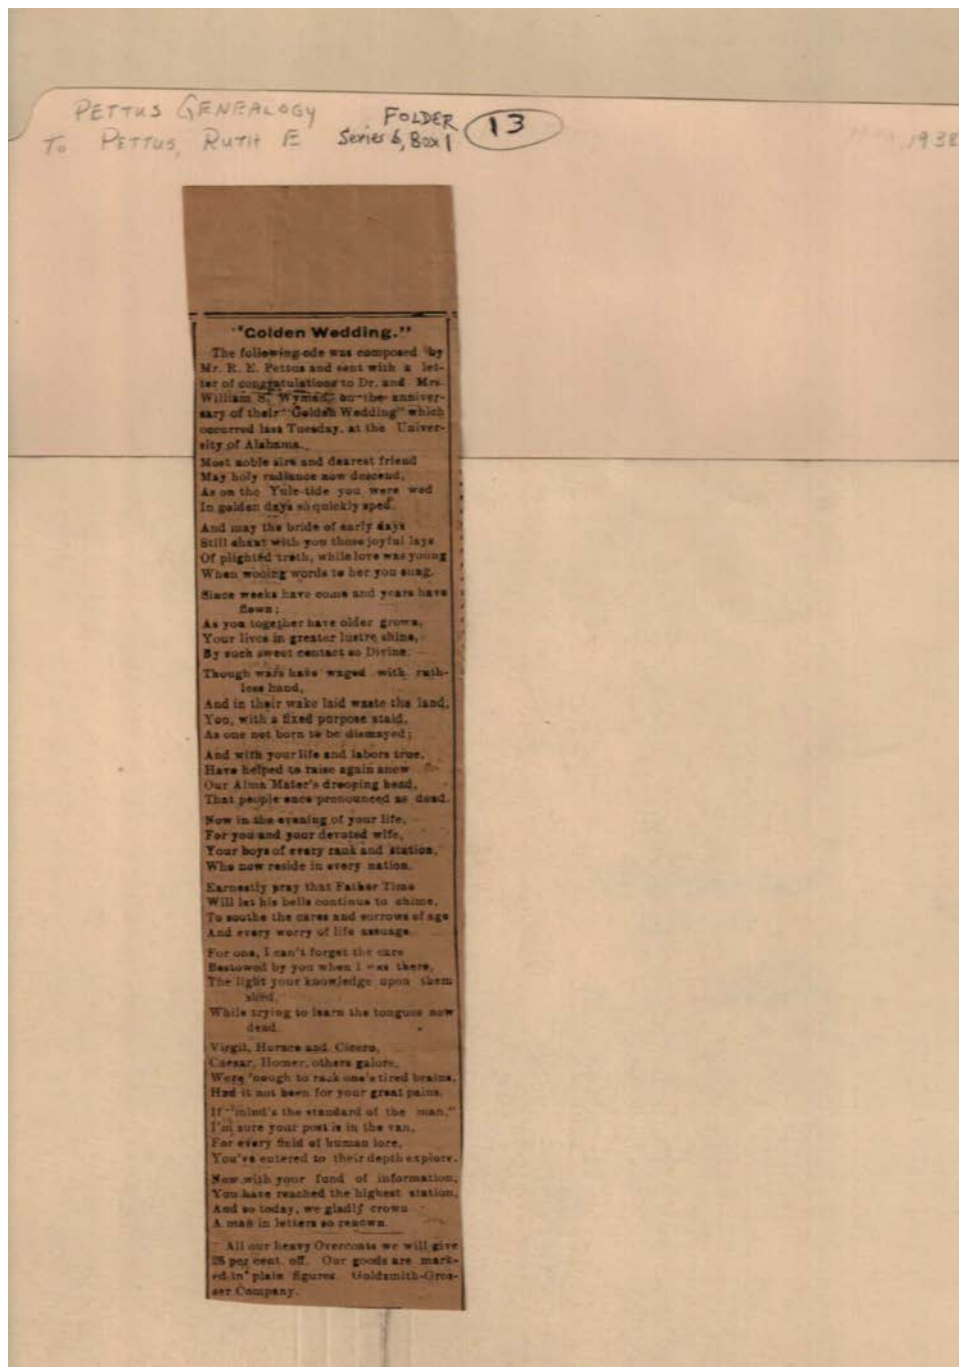 PETTUS GENEALOGY
TO PETTUS, RUTH E
FOLDER
Series 6, Box 1
13
1938
"Golden Wedding."
The following ode was composed by
Mr. R. E. Pettus and sent with a let-
ter of congratulations to Dr. and Mrs.
William S. Wyman, on the anniver-
sary of their "Golden Wedding" which
occurred last Tuesday, at the Univer-
sity of Alabama.
Most noble sire and dearest friend
May holy radiance now descend,
As on the Yule-tide you were wed
In golden days so quickly sped.
And may the bride of early days
Still chant with you those joyful lays
Of plighted troth, while love was young
When wooing words to her you sung.
Since weeks have come and years have
flown;
As you together have older grown,
Your lives in greater lustre shine,
By such sweet contact so Divine.
Though wars have waged with ruth-
less hand,
And in their wake laid waste the land,
You, with a fixed purpose staid,
As one not born to be dismayed;
And with your life and labors true,
Have helped to raise again anew
Our Alma Mater's drooping head,
That people once pronounced as dead.
Now in the evening of your life,
For you and your devoted wife,
Your boys of every rank and station,
Who now reside in every nation.
Earnestly pray that Father Time
Will let his bells continue to chime,
To soothe the cares and sorrows of age
And every worry of life assuage.
For one, I can't forget the care
Bestowed by you when I was there,
The light your knowledge upon them
shed,
While trying to learn the tongues now
dead.
Virgil, Horace and Cicero,
Caesar, Homer, others galore,
Were 'nough to rack one's tired brains,
Had it not been for your great pains.
If "mind's the standard of the man,"
I'm sure your post is in the van,
For every field of human lore,
You've entered to their depth explore.
Now with your fund of information,
You have reached the highest station,
And so today, we gladly crown
A man in letters so renown.
All our heavy Overcoats we will give
25 per cent. off. Our goods are mark-
ed in plain figures. Goldsmith-Gros-
ser Company.